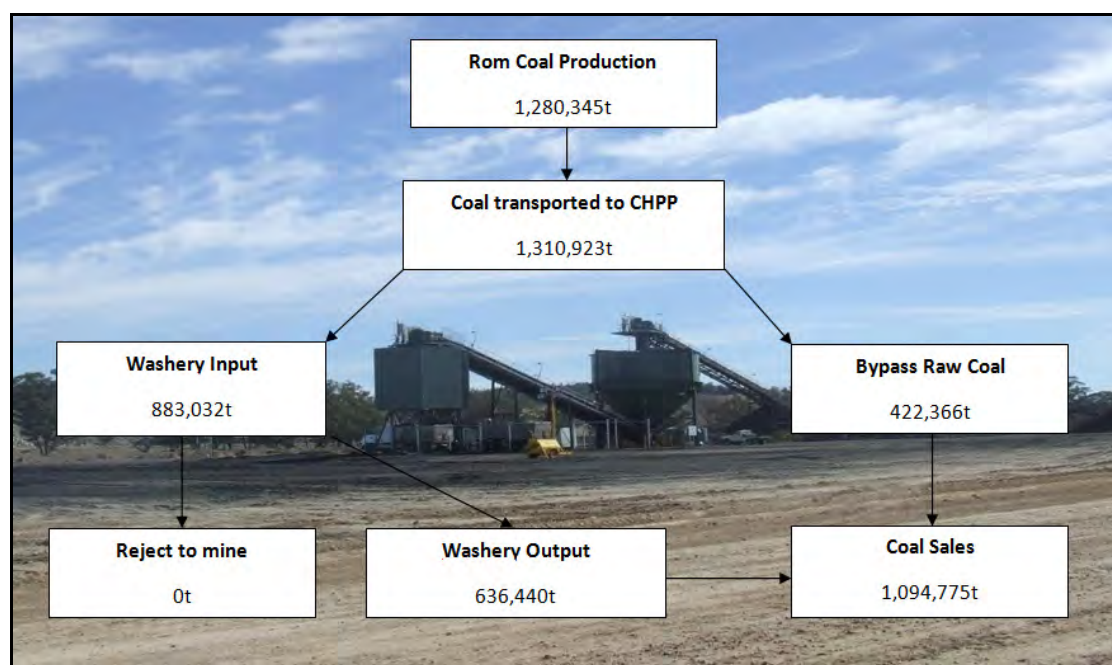 Rom Coal Production
1,280,345t
Coal transported to CHPP
1,310,923t
Washery Input
883,032t
Bypass Raw Coal
422,366t
Reject to mine
0t
Washery Output
636,440t
Coal Sales
1,094,775t